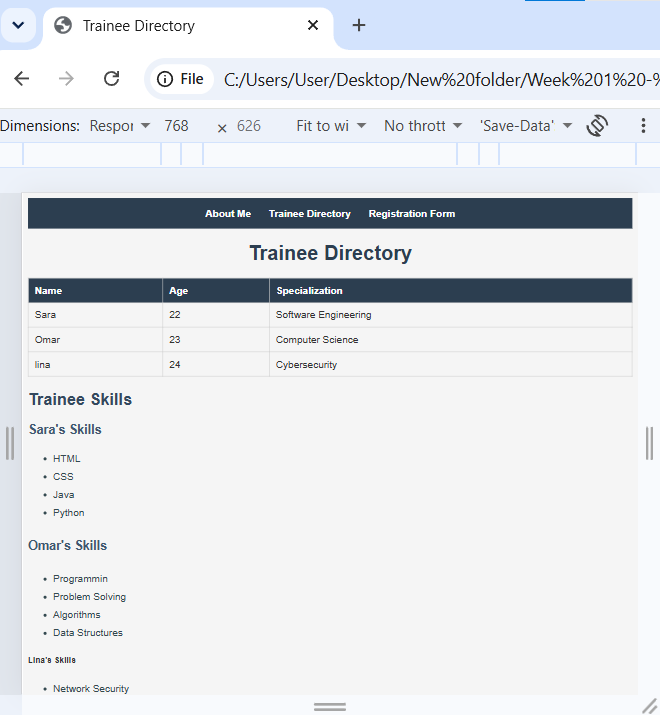 Trainee Directory
File C:/Users/User/Desktop/New%20folder/Week%201%20-%
Dimensions: Respor 768 × 626 Fit to wi No thrott 'Save-Data'
About Me Trainee Directory Registration Form
Trainee Directory
Name Age Specialization
Sara 22 Software Engineering
Omar 23 Computer Science
lina 24 Cybersecurity
Trainee Skills
Sara's Skills
• HTML
• CSS
• Java
• Python
Omar's Skills
• Programmin
• Problem Solving
• Algorithms
• Data Structures
Lina's Skills
• Network Security